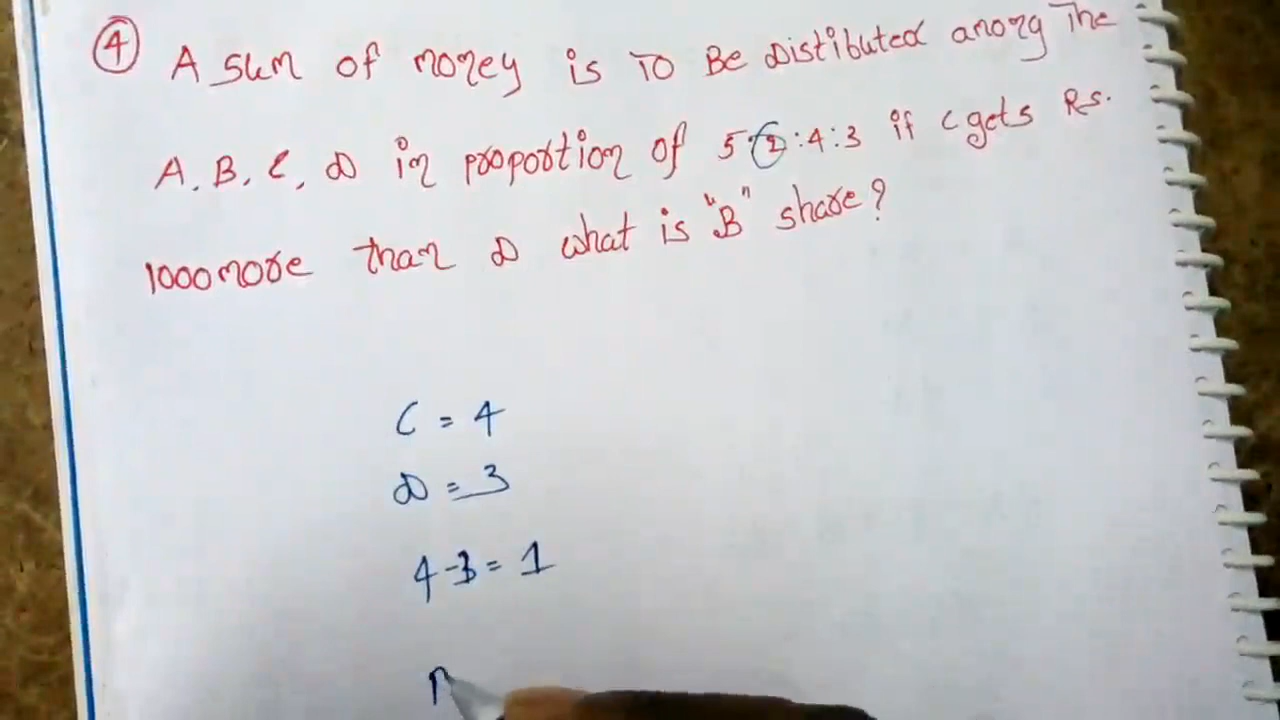 4 A sum of money is To Be Distibuted among The
A, B, C, D in proportion of 5:2:4:3 if C gets Rs.
1000 more than D what is "B" share?
C = 4
D = 3
4-3= 1